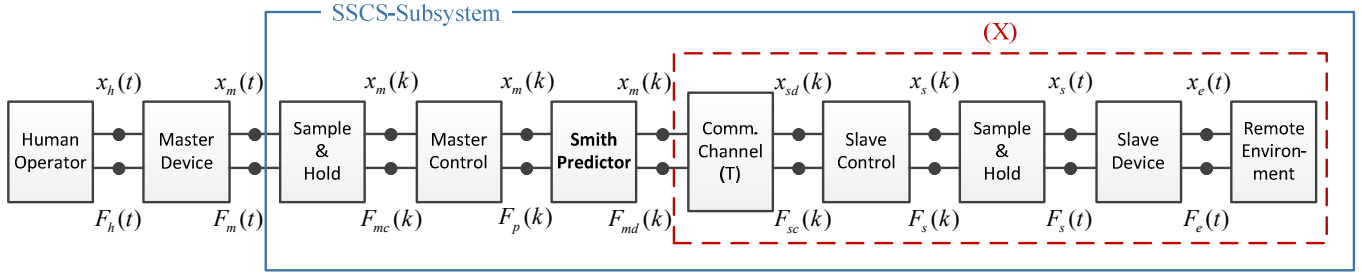 SSCS-Subsystem
(X)
x_h(t) x_m(t) x_m(k) x_m(k) x_m(k) x_sd(k) x_s(k) x_s(t) x_e(t)
Human
Operator
Master
Device
Sample
&
Hold
Master
Control
Smith
Predictor
Comm.
Channel
(T)
Slave
Control
Sample
&
Hold
Slave
Device
Remote
Environ-
ment
F_h(t) F_m(t) F_mc(k) F_p(k) F_md(k) F_sc(k) F_s(k) F_s(t) F_e(t)